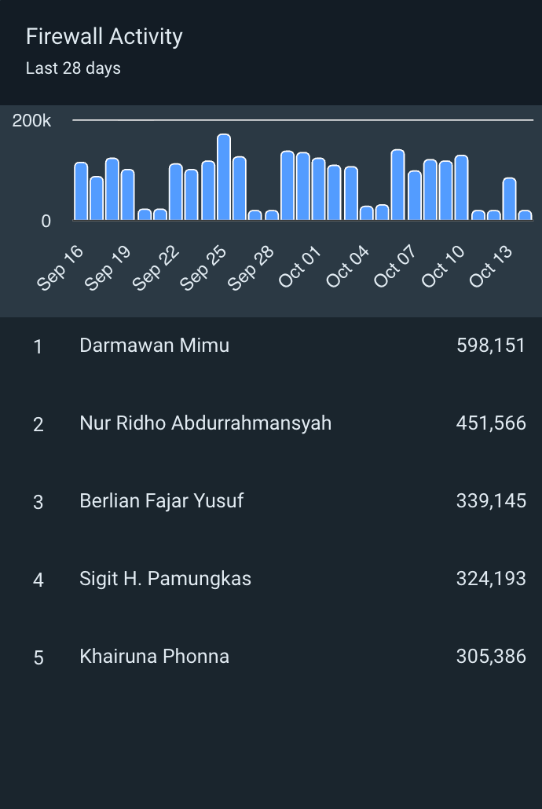 Firewall Activity
Last 28 days
200k
0
Sep 16 Sep 19 Sep 22 Sep 25 Sep 28 Oct 01 Oct 04 Oct 07 Oct 10 Oct 13
1 Darmawan Mimu 598,151
2 Nur Ridho Abdurrahmansyah 451,566
3 Berlian Fajar Yusuf 339,145
4 Sigit H. Pamungkas 324,193
5 Khairuna Phonna 305,386